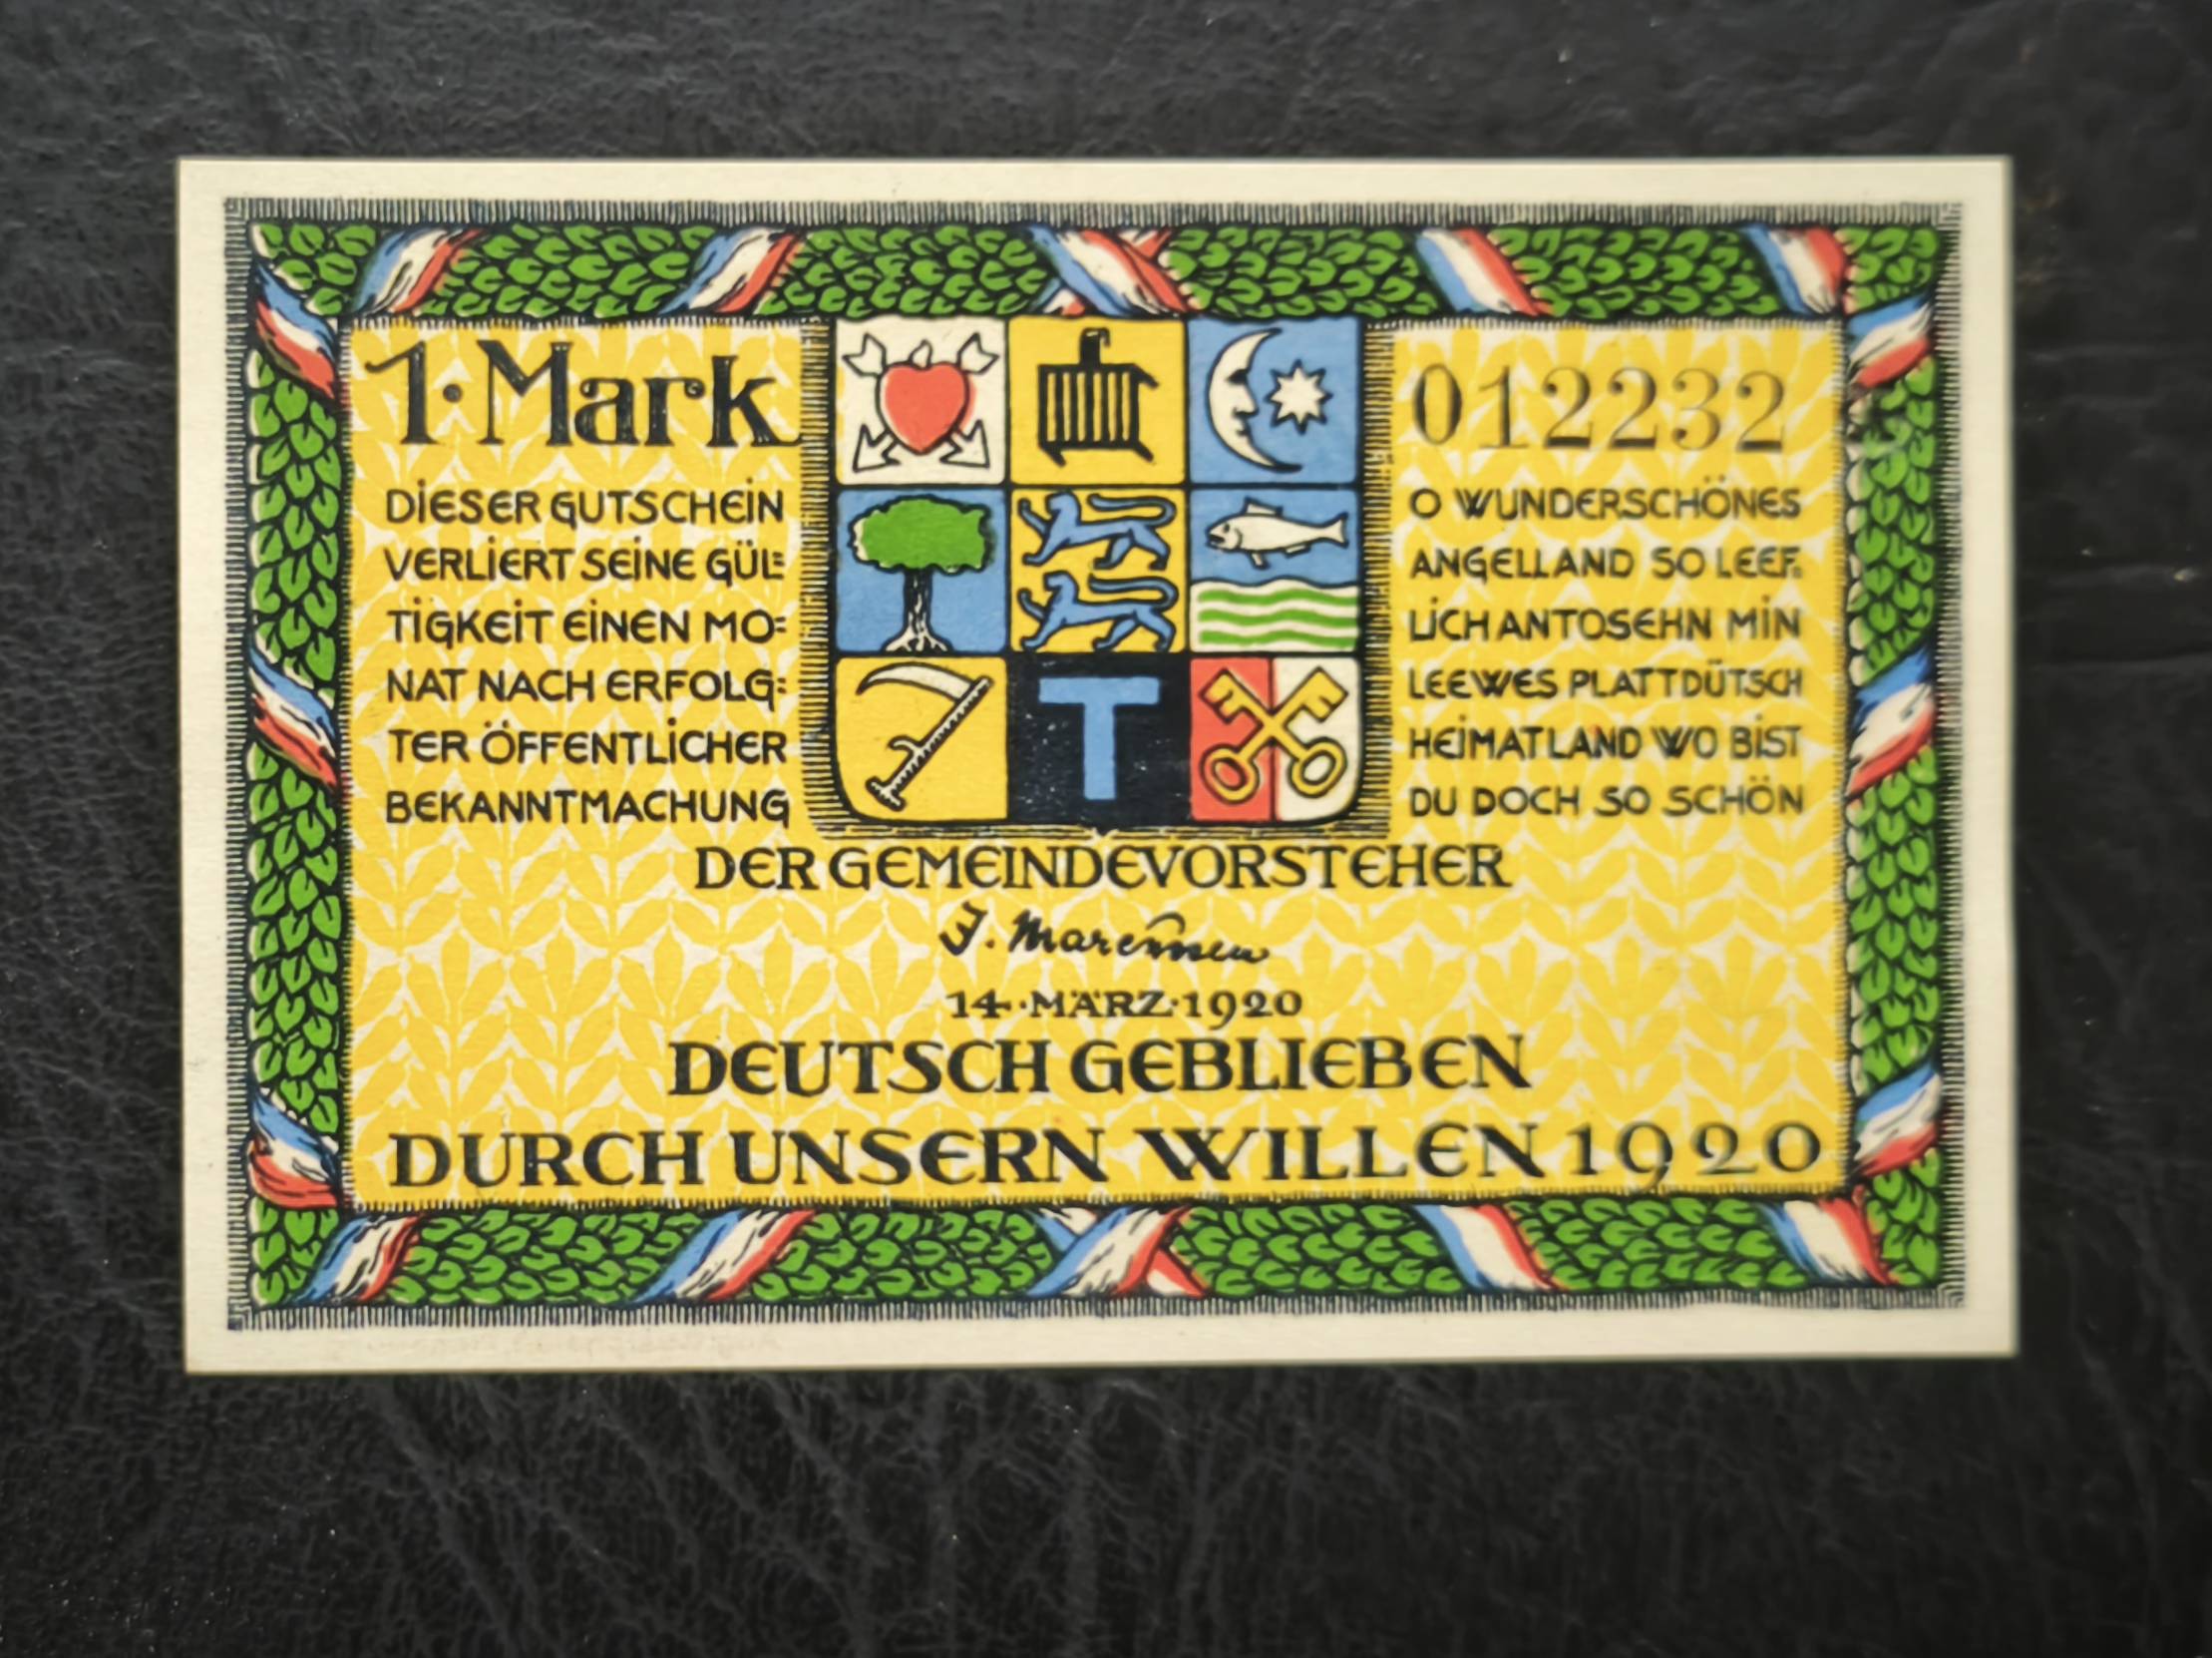 1·Mark
DIESER GUTSCHEIN
VERLIERT SEINE GÜL=
TIGKEIT EINEN MO=
NAT NACH ERFOLG=
TER ÖFFENTLICHER
BEKANNTMACHUNG
T
012232
O WUNDERSCHÖNES
ANGELLAND SO LEEF=
LICH ANTOSEHN MIN
LEEWES PLATTDÜTSCH
HEIMATLAND WO BIST
DU DOCH SO SCHÖN
DER GEMEINDEVORSTEHER
14·MÄRZ·1920
DEUTSCH GEBLIEBEN
DURCH UNSERN WILLEN 1920